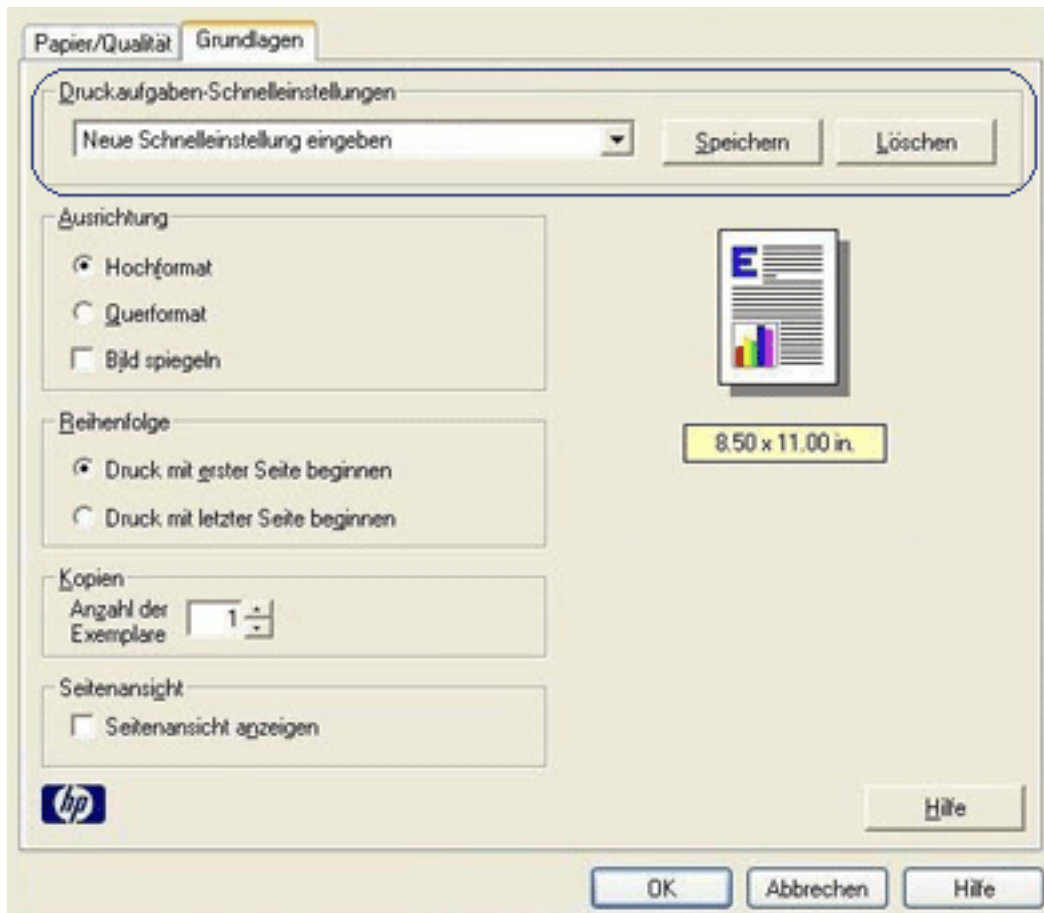 Papier/Qualität Grundlagen
Druckaufgaben-Schnelleinstellungen
Neue Schnelleinstellung eingeben Speichern Löschen
Ausrichtung
Hochformat
Querformat
Bild spiegeln
E
Reihenfolge
Druck mit erster Seite beginnen
Druck mit letzter Seite beginnen
8.50 x 11.00 in.
Kopien
Anzahl der
Exemplare
1
Seitenansicht
Seitenansicht anzeigen
hp
Hilfe
OK Abbrechen Hilfe